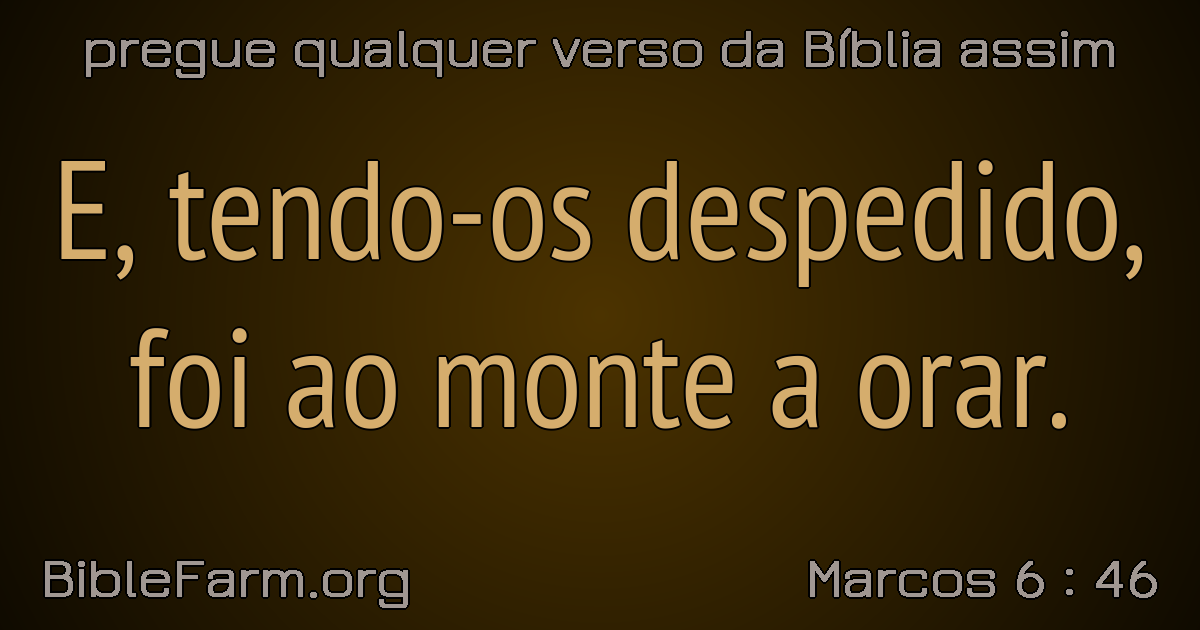 pregue qualquer verso da Bíblia assim
E, tendo-os despedido,
foi ao monte a orar.
BibleFarm.org
Marcos 6 : 46